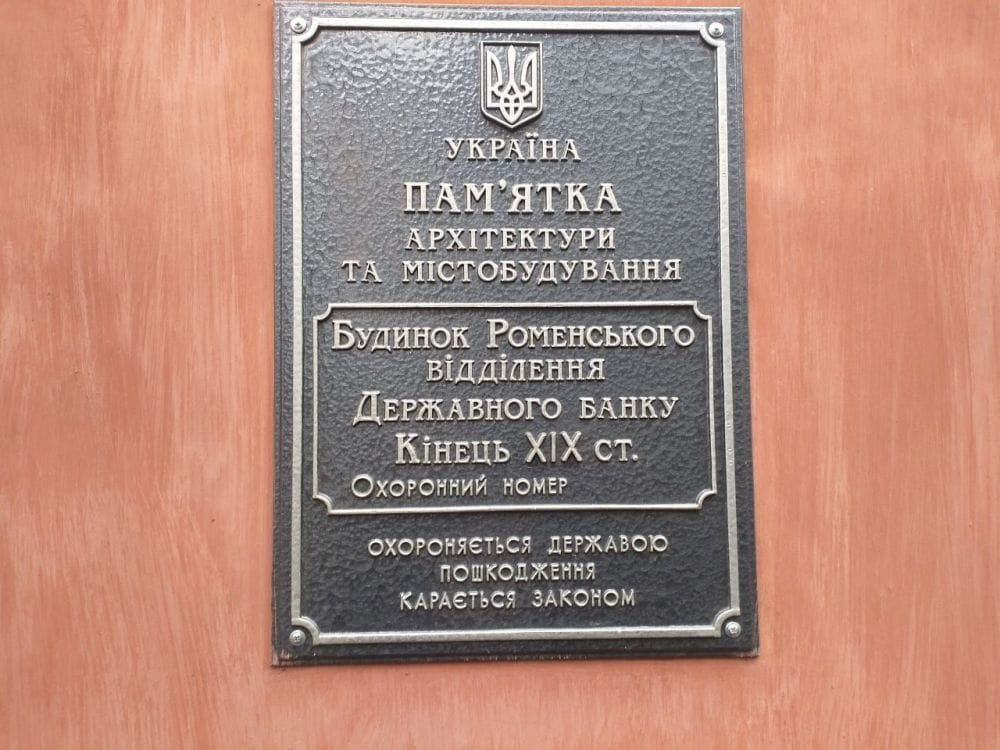 УКРАЇНА
ПАМ'ЯТКА
АРХІТЕКТУРИ
ТА МІСТОБУДУВАННЯ
Будинок Роменського
відділення
Державного банку
Кінець XIX ст.
Охоронний номер
ОХОРОНЯЄТЬСЯ ДЕРЖАВОЮ
ПОШКОДЖЕННЯ
КАРАЄТЬСЯ ЗАКОНОМ